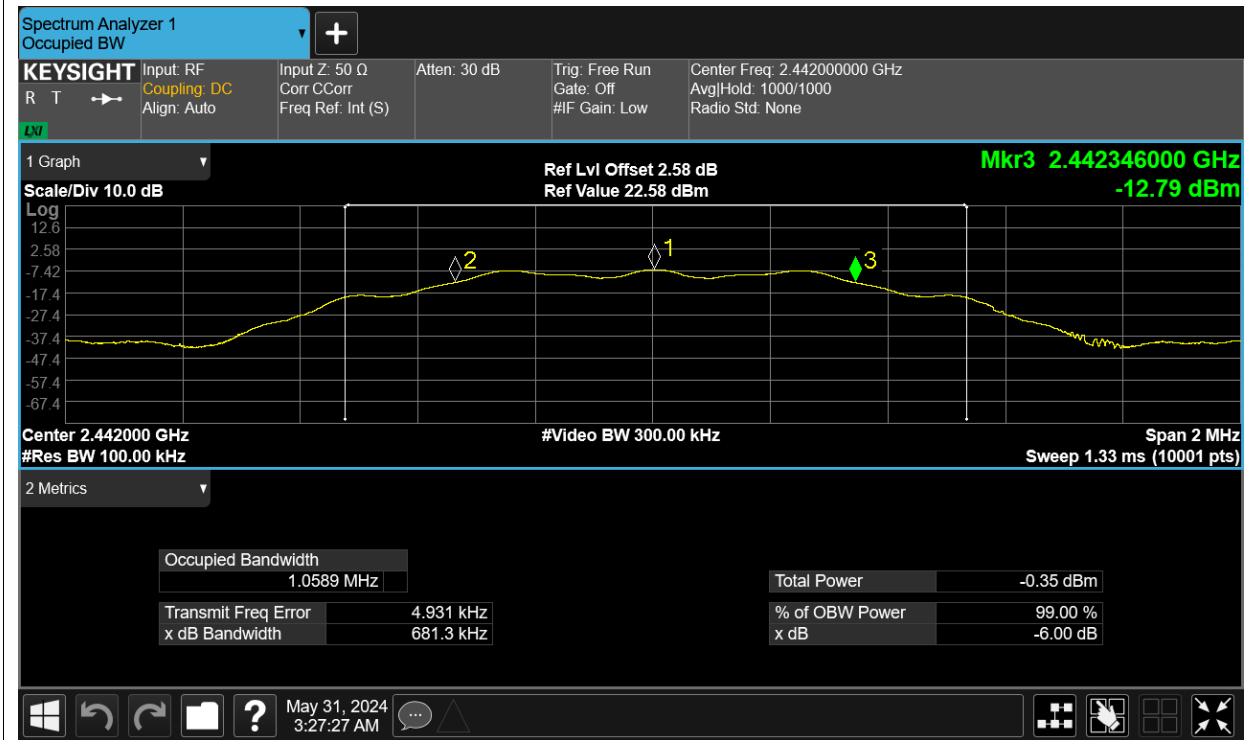 Spectrum Analyzer 1
Occupied BW
KEYSIGHT
R T
LXI
Input: RF
Coupling: DC
Align: Auto
Input Z: 50 Ω
Corr CCorr
Freq Ref: Int (S)
Atten: 30 dB
Trig: Free Run
Gate: Off
#IF Gain: Low
Center Freq: 2.442000000 GHz
Avg|Hold: 1000/1000
Radio Std: None
1 Graph
Scale/Div 10.0 dB
Ref Lvl Offset 2.58 dB
Ref Value 22.58 dBm
Mkr3 2.442346000 GHz
-12.79 dBm
Log
12.6
2.58
-7.42
-17.4
-27.4
-37.4
-47.4
-57.4
-67.4
2
1
3
Center 2.442000 GHz
#Video BW 300.00 kHz
Span 2 MHz
#Res BW 100.00 kHz
Sweep 1.33 ms (10001 pts)
2 Metrics
Occupied Bandwidth
1.0589 MHz
Total Power -0.35 dBm
Transmit Freq Error 4.931 kHz
% of OBW Power 99.00 %
x dB Bandwidth 681.3 kHz
x dB -6.00 dB
?
May 31, 2024
3:27:27 AM